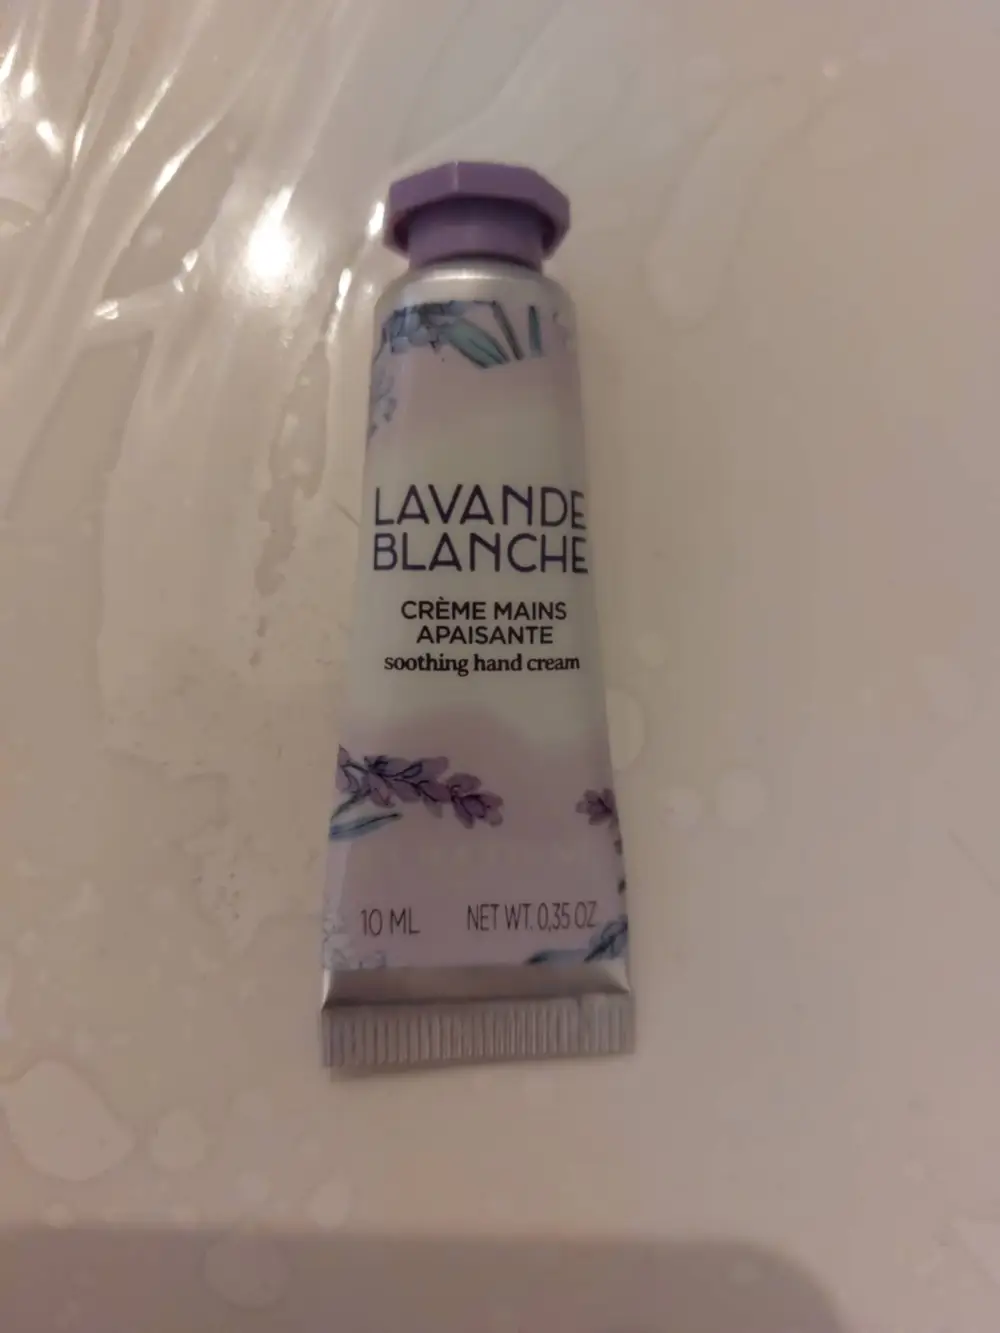 LAVANDE
BLANCHE
CRÈME MAINS
APAISANTE
soothing hand cream
10 ML NET WT. 0,35 OZ